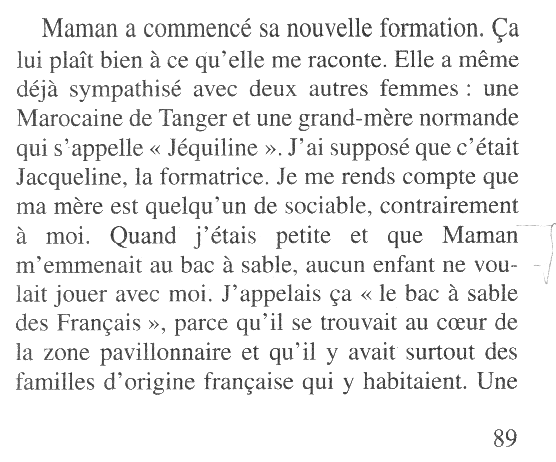 Maman a commencé sa nouvelle formation. Ça
lui plaît bien à ce qu'elle me raconte. Elle a même
déjà sympathisé avec deux autres femmes : une
Marocaine de Tanger et une grand-mère normande
qui s'appelle « Jéquiline ». J'ai supposé que c'était
Jacqueline, la formatrice. Je me rends compte que
ma mère est quelqu'un de sociable, contrairement
à moi. Quand j'étais petite et que Maman
m'emmenait au bac à sable, aucun enfant ne vou-
lait jouer avec moi. J'appelais ça « le bac à sable
des Français », parce qu'il se trouvait au cœur de
la zone pavillonnaire et qu'il y avait surtout des
familles d'origine française qui y habitaient. Une
89